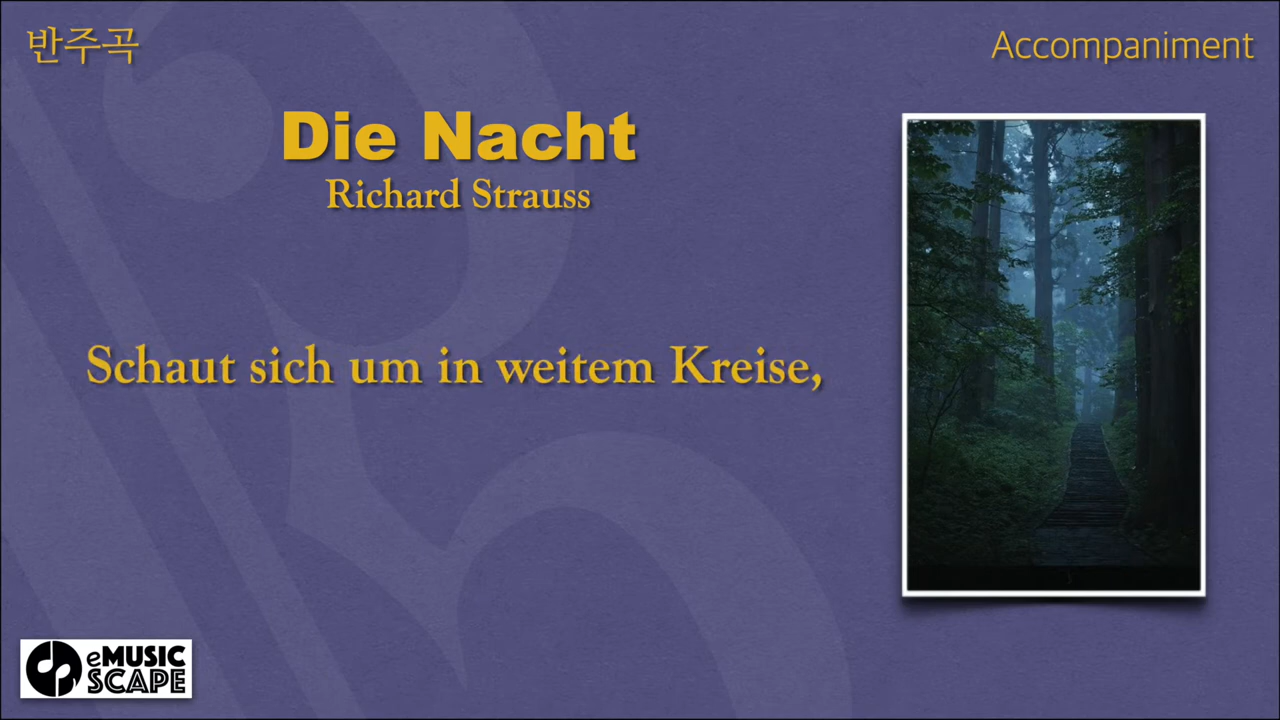 반주곡
Accompaniment
Die Nacht
Richard Strauss
Schaut sich um in weitem Kreise,
eMUSIC
SCAPE